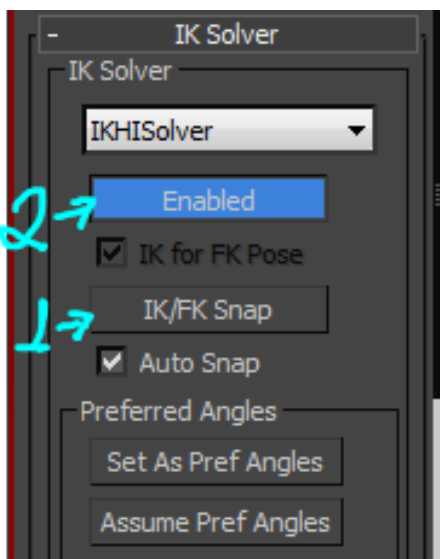 - IK Solver
IK Solver
IKHISolver
2 Enabled
IK for FK Pose
1 IK/FK Snap
Auto Snap
Preferred Angles
Set As Pref Angles
Assume Pref Angles